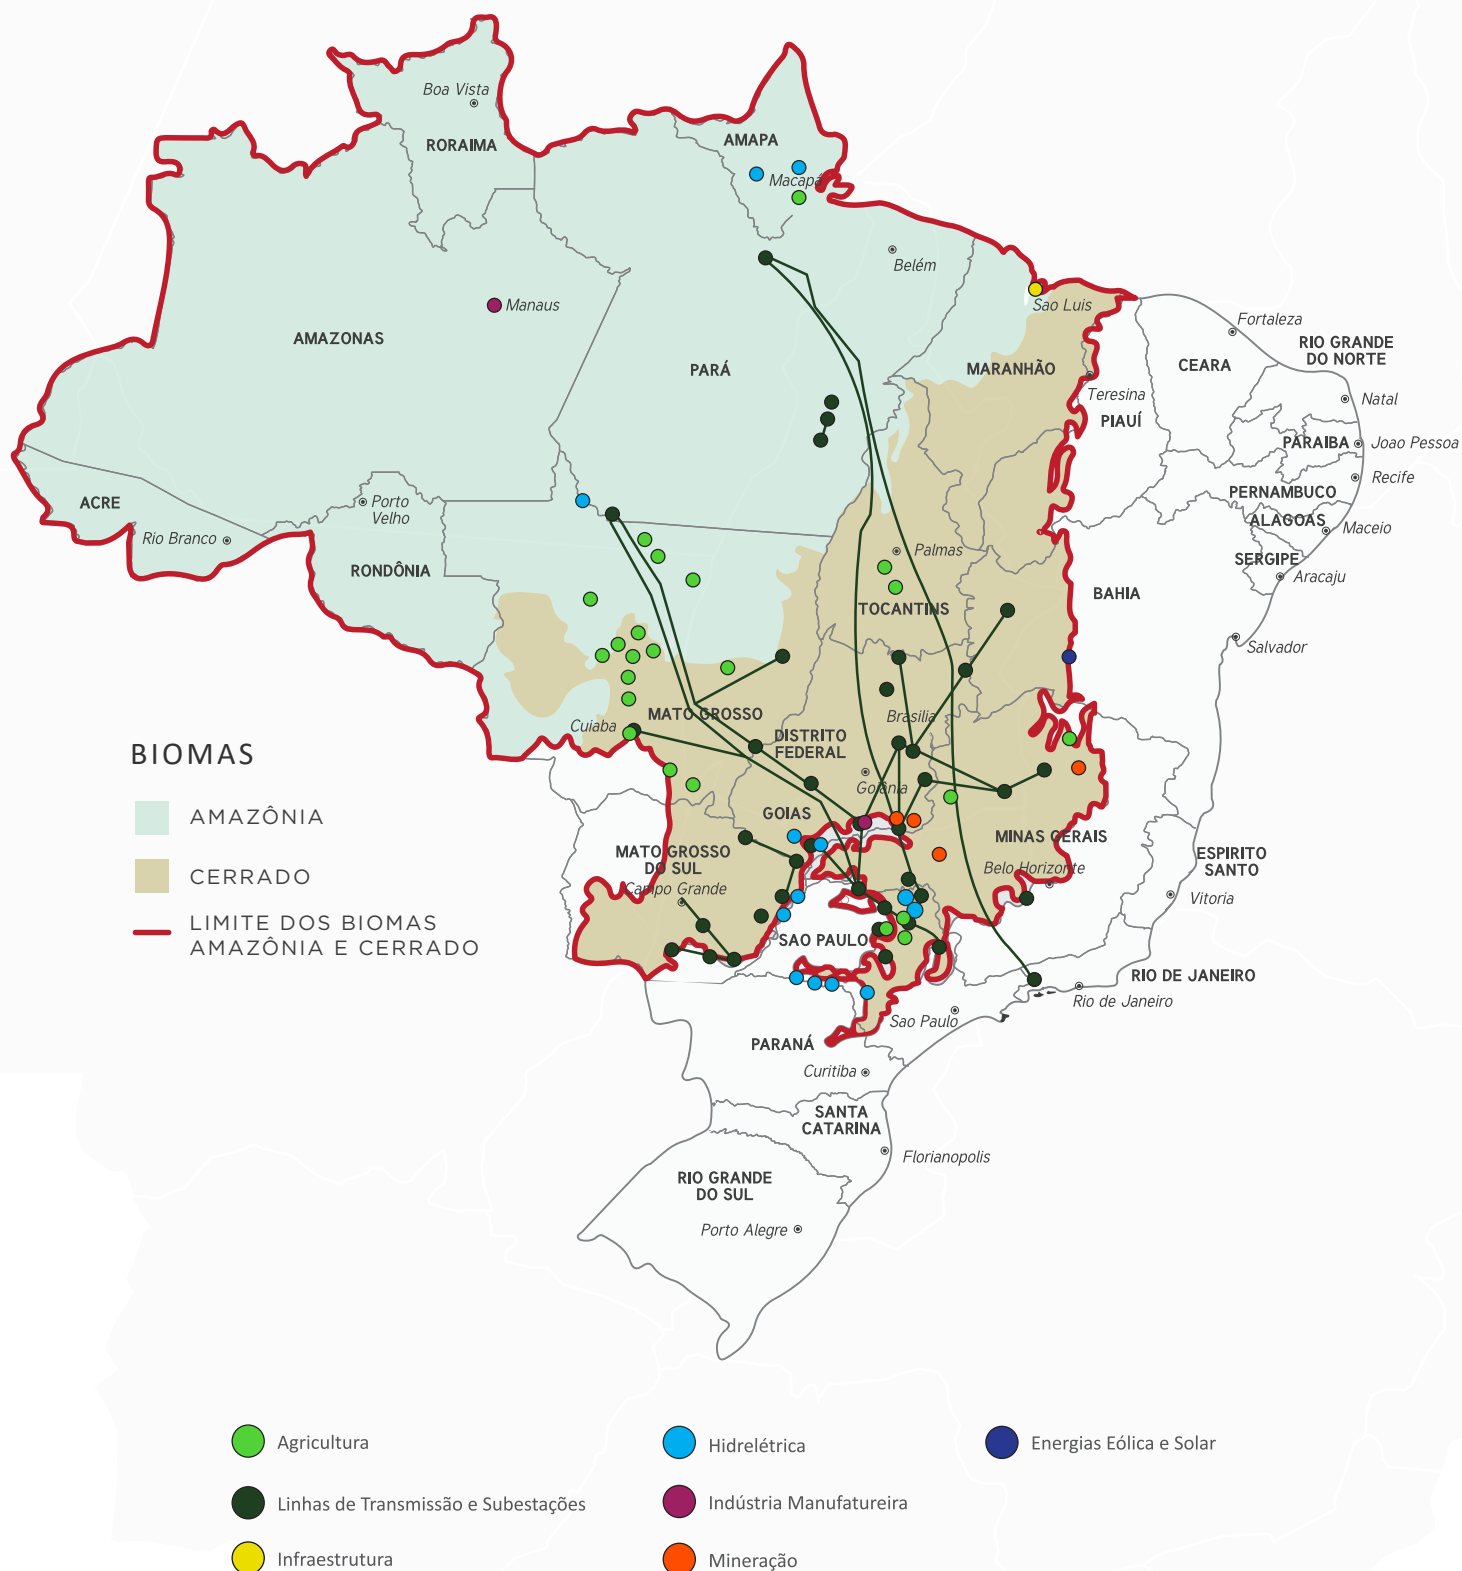 Boa Vista
RORAIMA
AMAPA
Macapá
Belém
Manaus
Sao Luis
AMAZONAS
Fortaleza
RIO GRANDE
DO NORTE
PARÁ
MARANHÃO
CEARA
Teresina
Natal
PIAUÍ
PARAIBA
Joao Pessoa
Recife
PERNAMBUCO
ACRE
Porto
Velho
ALAGOAS
Maceio
Rio Branco
Palmas
SERGIPE
RONDÔNIA
Aracaju
BAHIA
TOCANTINS
Salvador
MATO GROSSO
Brasilia
Cuiaba
DISTRITO
FEDERAL
BIOMAS
Goiânia
AMAZÔNIA
GOIAS
MINAS GERAIS
MATO GROSSO
DO SUL
ESPIRITO
SANTO
CERRADO
Campo Grande
Belo Horizonte
Vitoria
LIMITE DOS BIOMAS
AMAZÔNIA E CERRADO
SAO PAULO
RIO DE JANEIRO
Rio de Janeiro
Sao Paulo
PARANÁ
Curitiba
SANTA
CATARINA
Florianopolis
RIO GRANDE
DO SUL
Porto Alegre
Agricultura
Hidrelétrica
Energias Eólica e Solar
Linhas de Transmissão e Subestações
Indústria Manufatureira
Infraestrutura
Mineração